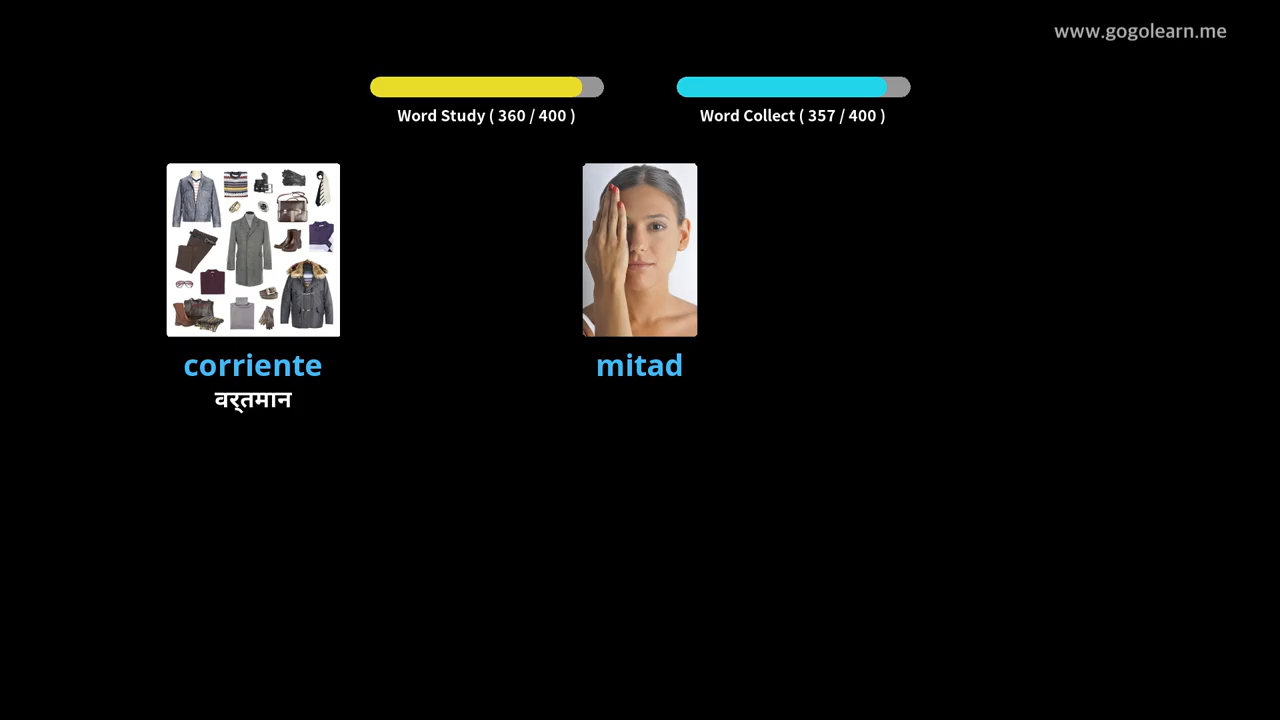 www.gogolearn.me
Word Study ( 360 / 400 )
Word Collect ( 357 / 400 )
corriente
वर्तमान
mitad